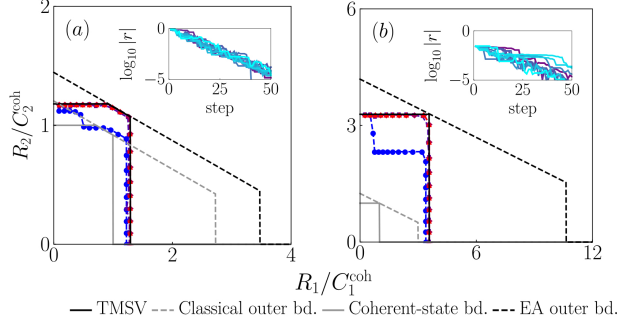 (a)
(b)
2
1
0
0
1
2
3
4
R₂/C₂ᶜᵒʰ
0
−5
log₁₀ |r|
0
25
50
step
6
3
0
0
6
12
0
−5
log₁₀ |r|
0
25
50
step
R₁/C₁ᶜᵒʰ
TMSV
Classical outer bd.
Coherent-state bd.
EA outer bd.